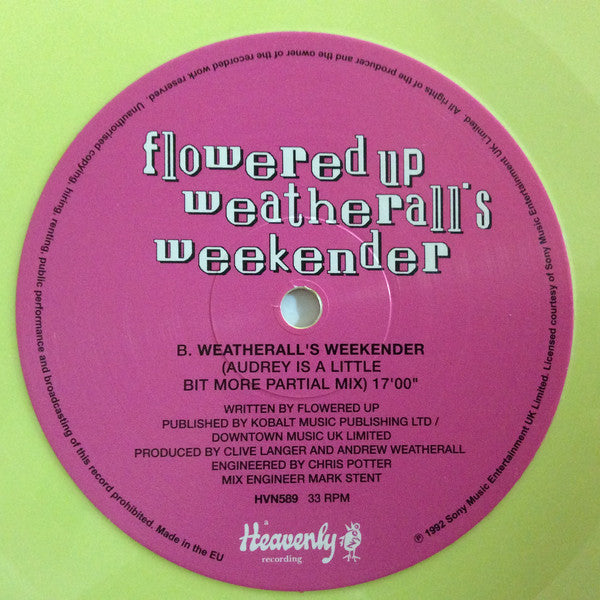 flowered up
weatherall's
weekender
B. WEATHERALL'S WEEKENDER
(AUDREY IS A LITTLE
BIT MORE PARTIAL MIX) 17'00"
WRITTEN BY FLOWERED UP
PUBLISHED BY KOBALT MUSIC PUBLISHING LTD /
DOWNTOWN MUSIC UK LIMITED
PRODUCED BY CLIVE LANGER AND ANDREW WEATHERALL
ENGINEERED BY CHRIS POTTER
MIX ENGINEER MARK STENT
HVN589 33 RPM
a
Heavenly
recording
All rights of the producer and the owner of the recorded work reserved. Unauthorised copying, hiring, renting, public performance and broadcasting of this record prohibited. Made in the EU
℗ 1992 Sony Music Entertainment UK Limited. Licensed courtesy of Sony Music Entertainment UK Limited.